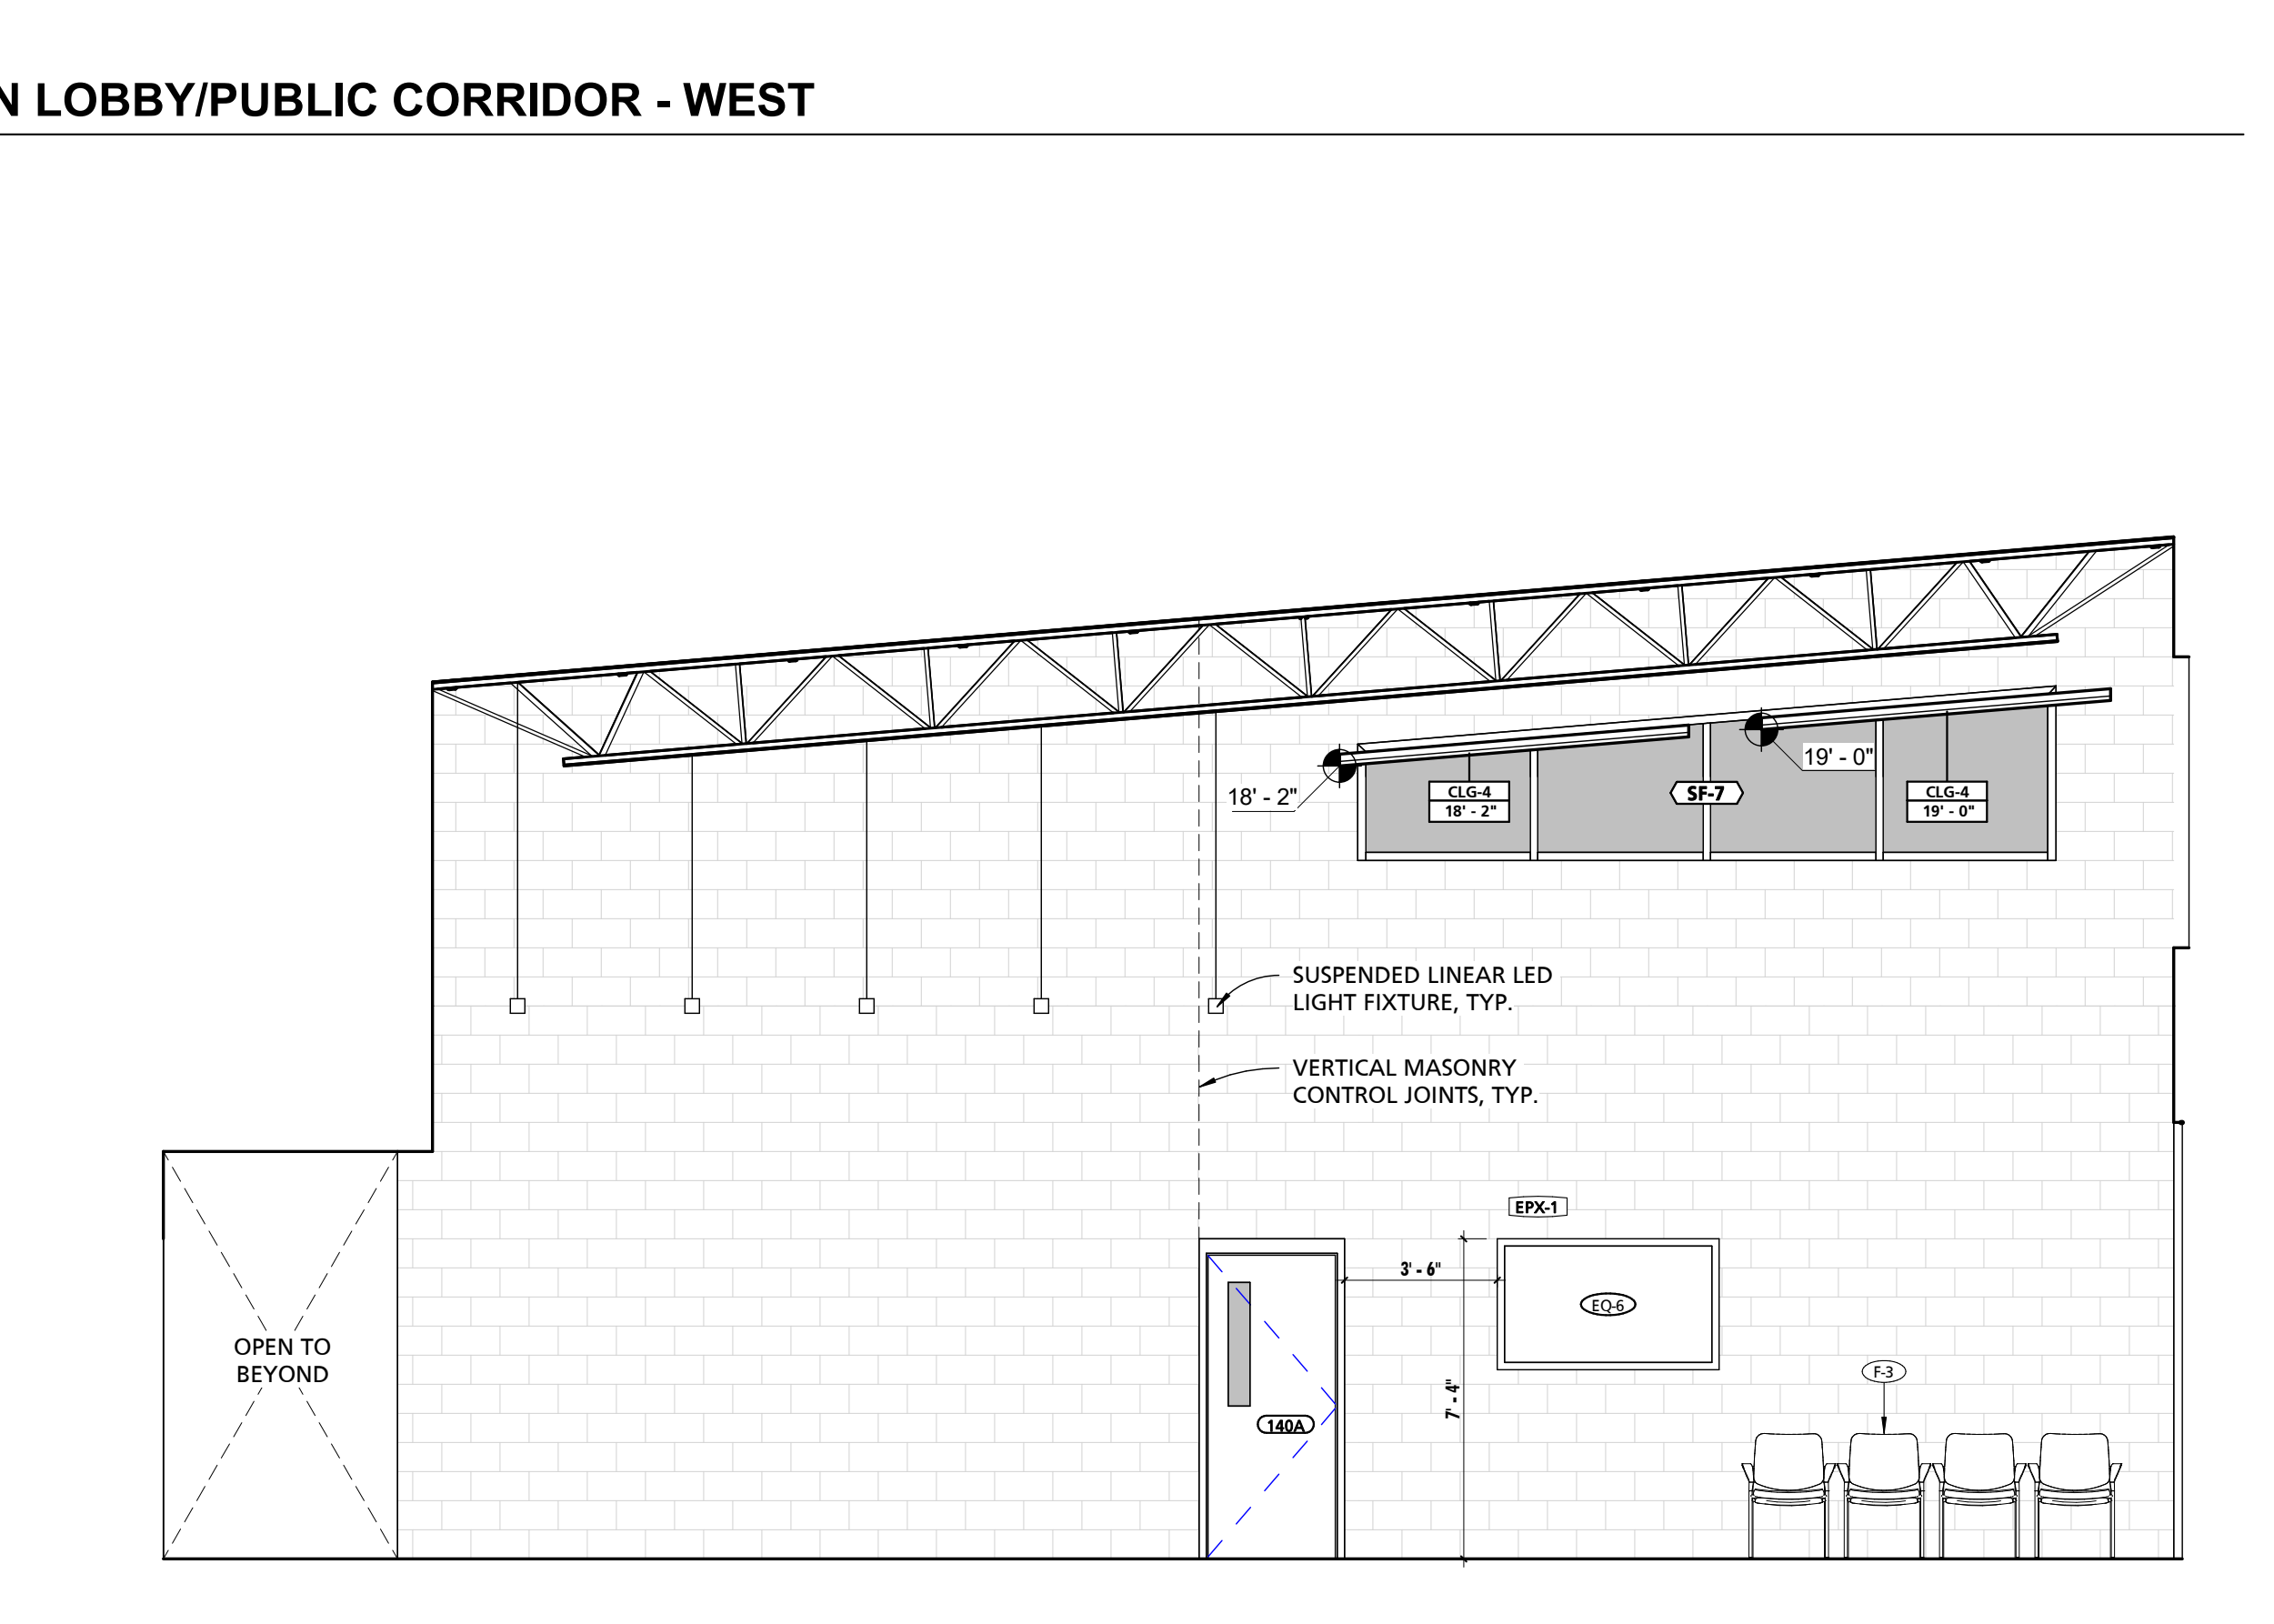 N LOBBY/PUBLIC CORRIDOR - WEST
19' - 0"
18' - 2"
CLG-4
18' - 2"
SF-7
CLG-4
19' - 0"
SUSPENDED LINEAR LED
LIGHT FIXTURE, TYP.
VERTICAL MASONRY
CONTROL JOINTS, TYP.
EPX-1
3' - 6"
EQ-6
OPEN TO
BEYOND
7' - 4"
F-3
140A